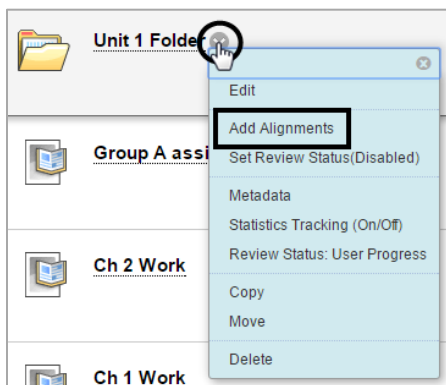 Unit 1 Folder
Edit
Add Alignments
Group A assi
Set Review Status(Disabled)
Metadata
Statistics Tracking (On/Off)
Review Status: User Progress
Ch 2 Work
Copy
Move
Delete
Ch 1 Work